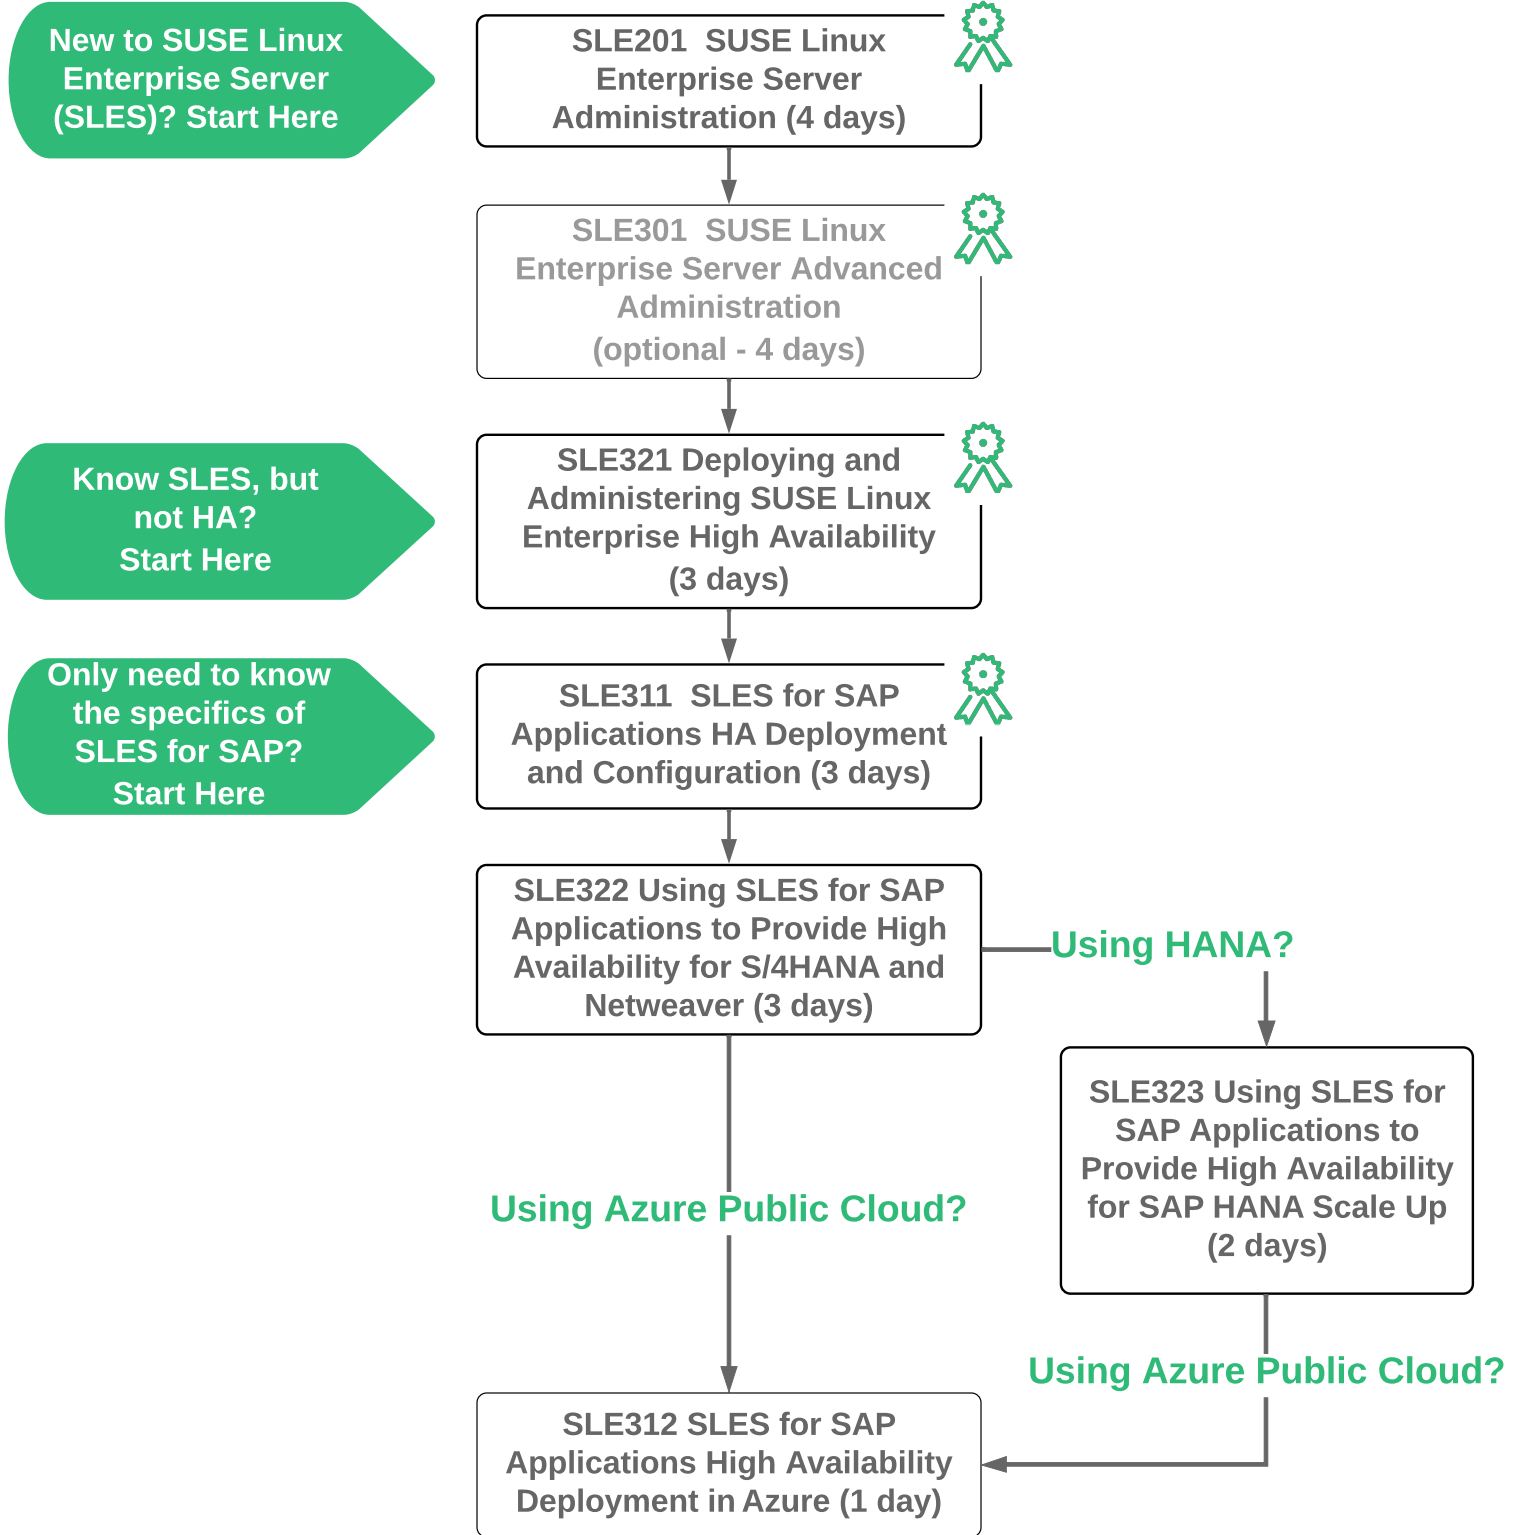 New to SUSE Linux
Enterprise Server
(SLES)? Start Here
SLE201  SUSE Linux
Enterprise Server
Administration (4 days)
SLE301  SUSE Linux
Enterprise Server Advanced
Administration
(optional - 4 days)
Know SLES, but
not HA?
Start Here
SLE321 Deploying and
Administering SUSE Linux
Enterprise High Availability
(3 days)
Only need to know
the specifics of
SLES for SAP?
Start Here
SLE311  SLES for SAP
Applications HA Deployment
and Configuration (3 days)
SLE322 Using SLES for SAP
Applications to Provide High
Availability for S/4HANA and
Netweaver (3 days)
Using HANA?
SLE323 Using SLES for
SAP Applications to
Provide High Availability
for SAP HANA Scale Up
(2 days)
Using Azure Public Cloud?
Using Azure Public Cloud?
SLE312 SLES for SAP
Applications High Availability
Deployment in Azure (1 day)